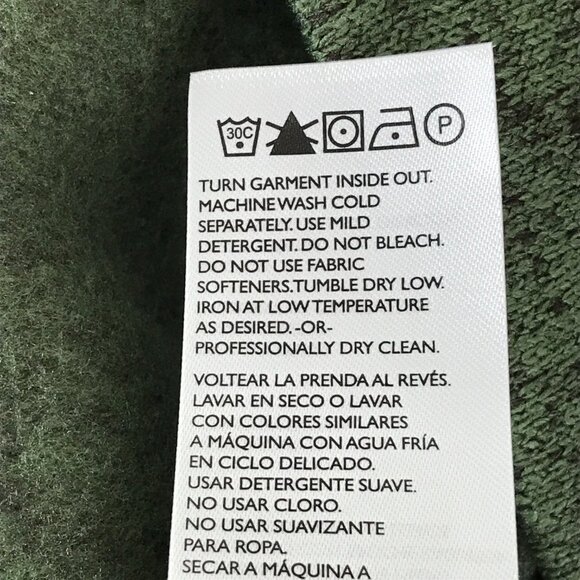 30C P
TURN GARMENT INSIDE OUT.
MACHINE WASH COLD
SEPARATELY. USE MILD
DETERGENT. DO NOT BLEACH.
DO NOT USE FABRIC
SOFTENERS.TUMBLE DRY LOW.
IRON AT LOW TEMPERATURE
AS DESIRED. -OR-
PROFESSIONALLY DRY CLEAN.
VOLTEAR LA PRENDA AL REVÉS.
LAVAR EN SECO O LAVAR
CON COLORES SIMILARES
A MÁQUINA CON AGUA FRÍA
EN CICLO DELICADO.
USAR DETERGENTE SUAVE.
NO USAR CLORO.
NO USAR SUAVIZANTE
PARA ROPA.
SECAR A MÁQUINA A